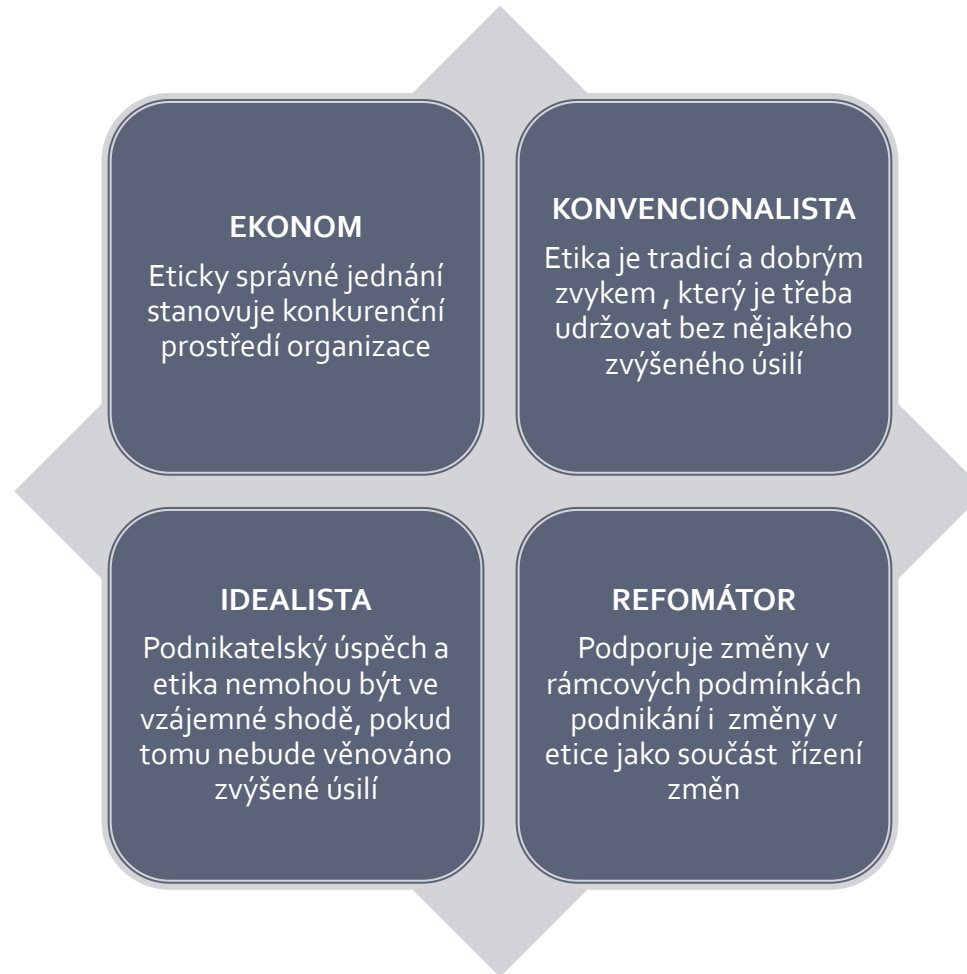 EKONOM
Eticky správné jednání
stanovuje konkurenční
prostředí organizace
KONVENCIONALISTA
Etika je tradicí a dobrým
zvykem , který je třeba
udržovat bez nějakého
zvýšeného úsilí
IDEALISTA
Podnikatelský úspěch a
etika nemohou být ve
vzájemné shodě, pokud
tomu nebude věnováno
zvýšené úsilí
REFOMÁTOR
Podporuje změny v
rámcových podmínkách
podnikání i  změny v
etice jako součást  řízení
změn